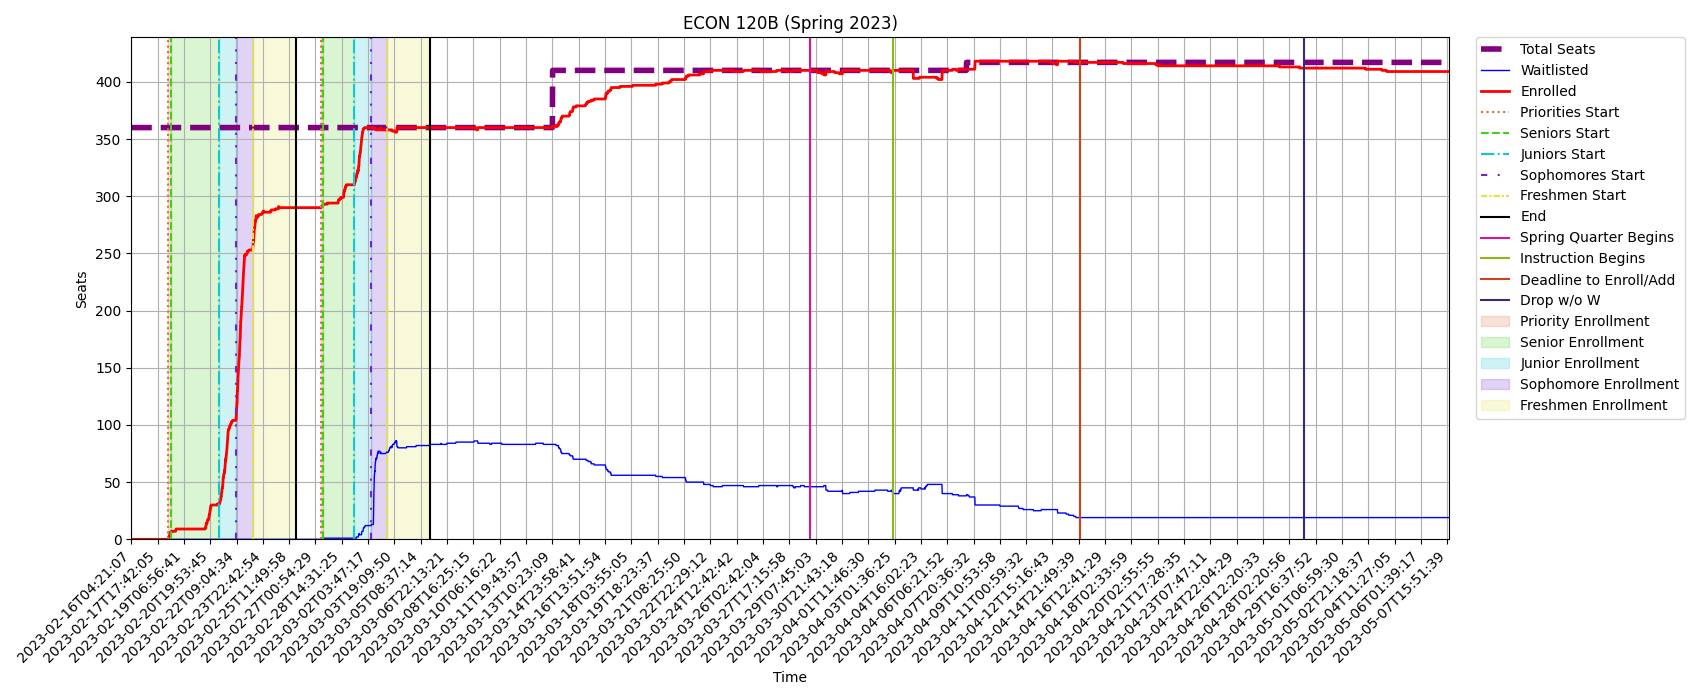 ECON 120B (Spring 2023)
Seats
400
350
300
250
200
150
100
50
0
2023-02-16T04:21:07
2023-02-17T17:42:05
2023-02-19T06:56:41
2023-02-20T19:53:45
2023-02-22T09:04:34
2023-02-23T22:42:54
2023-02-25T11:49:58
2023-02-27T00:54:29
2023-02-28T14:31:25
2023-03-02T03:47:17
2023-03-03T19:09:50
2023-03-05T08:37:14
2023-03-06T22:13:21
2023-03-08T16:25:15
2023-03-10T06:16:22
2023-03-11T19:43:57
2023-03-13T10:23:09
2023-03-14T23:58:41
2023-03-16T13:51:54
2023-03-18T03:55:05
2023-03-19T18:23:37
2023-03-21T08:25:50
2023-03-22T22:29:12
2023-03-24T12:42:42
2023-03-26T02:42:04
2023-03-27T17:15:58
2023-03-29T07:45:03
2023-03-30T21:43:18
2023-04-01T11:46:30
2023-04-03T01:36:25
2023-04-04T16:02:23
2023-04-06T06:21:52
2023-04-07T20:36:32
2023-04-09T10:53:58
2023-04-11T00:59:32
2023-04-12T15:16:43
2023-04-14T21:49:39
2023-04-16T12:41:29
2023-04-18T02:33:59
2023-04-20T02:55:55
2023-04-21T17:28:35
2023-04-23T07:47:11
2023-04-24T22:04:29
2023-04-26T12:20:33
2023-04-28T02:20:56
2023-04-29T16:37:52
2023-05-01T06:59:30
2023-05-02T21:18:37
2023-05-04T11:27:05
2023-05-06T01:39:17
2023-05-07T15:51:39
Time
Total Seats
Waitlisted
Enrolled
Priorities Start
Seniors Start
Juniors Start
Sophomores Start
Freshmen Start
End
Spring Quarter Begins
Instruction Begins
Deadline to Enroll/Add
Drop w/o W
Priority Enrollment
Senior Enrollment
Junior Enrollment
Sophomore Enrollment
Freshmen Enrollment